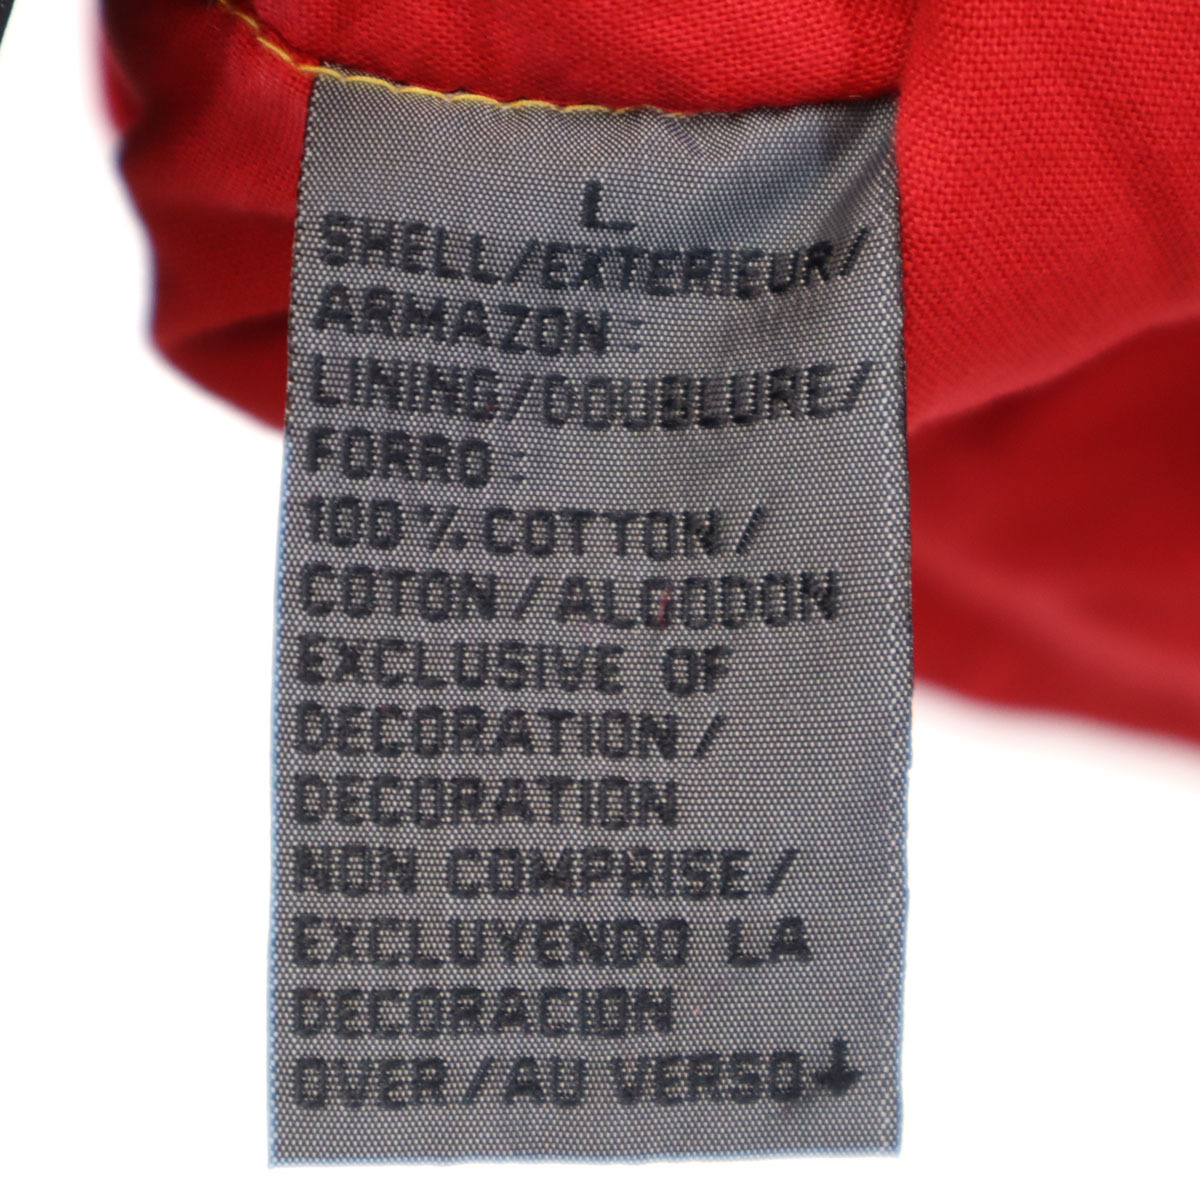 L
SHELL/EXTERIEUR/
ARMAZON:
LINING/DOUBLURE/
FORRO:
100% COTTON/
COTON/ALGODON
EXCLUSIVE OF
DECORATION/
DECORATION
NON COMPRISE/
EXCLUYENDO LA
DECORACION
OVER/AU VERSO↓